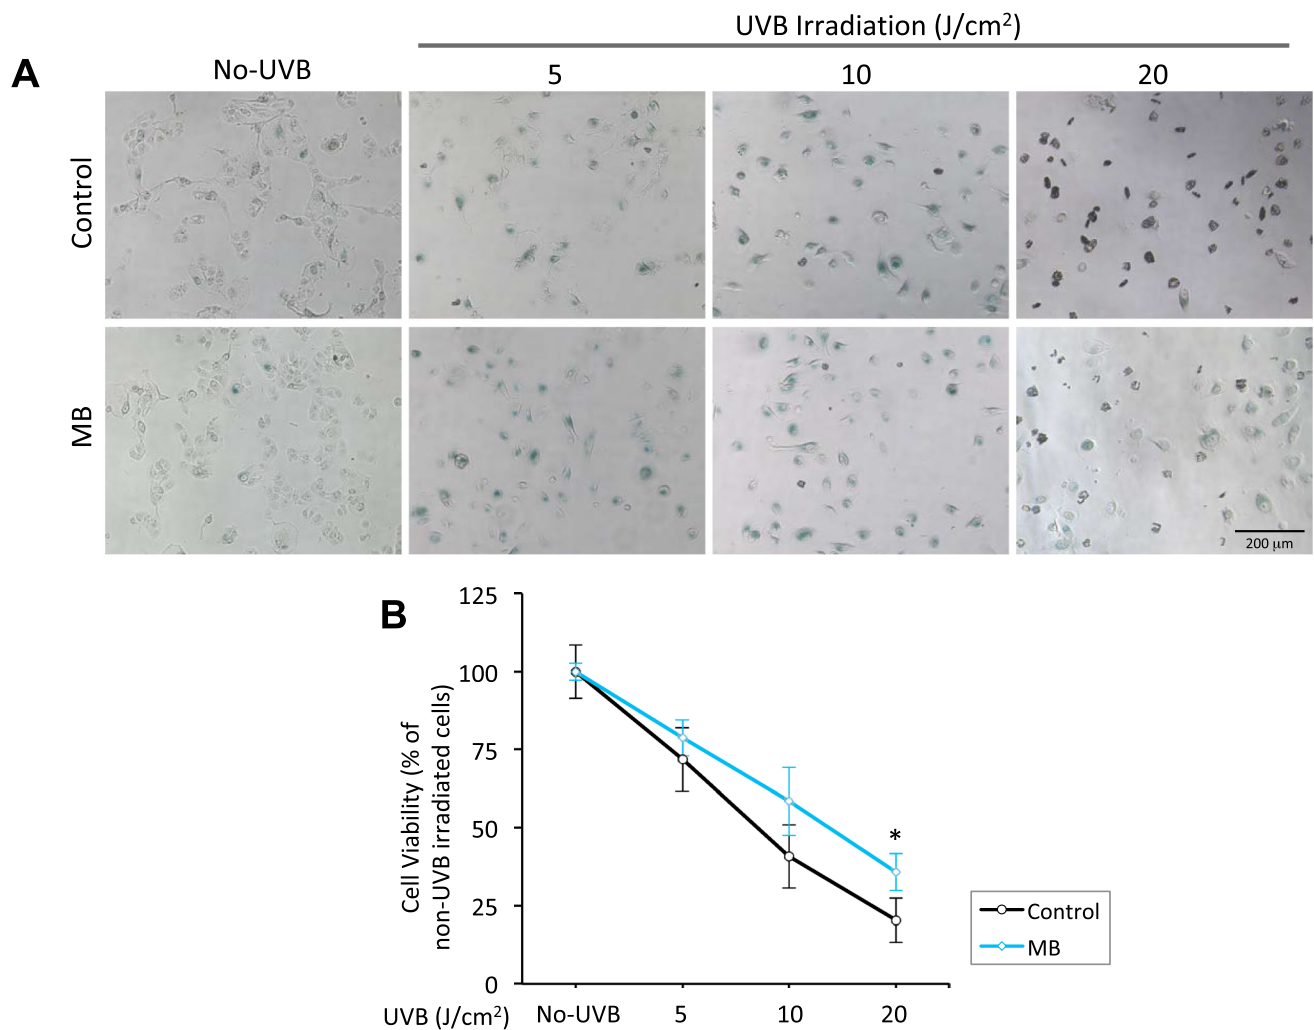 UVB Irradiation (J/cm²)
A
No-UVB
5
10
20
Control
MB
200 µm
B
125
100
75
50
25
0
Cell Viability (% of
non-UVB irradiated cells)
*
Control
MB
UVB (J/cm²)
No-UVB
5
10
20